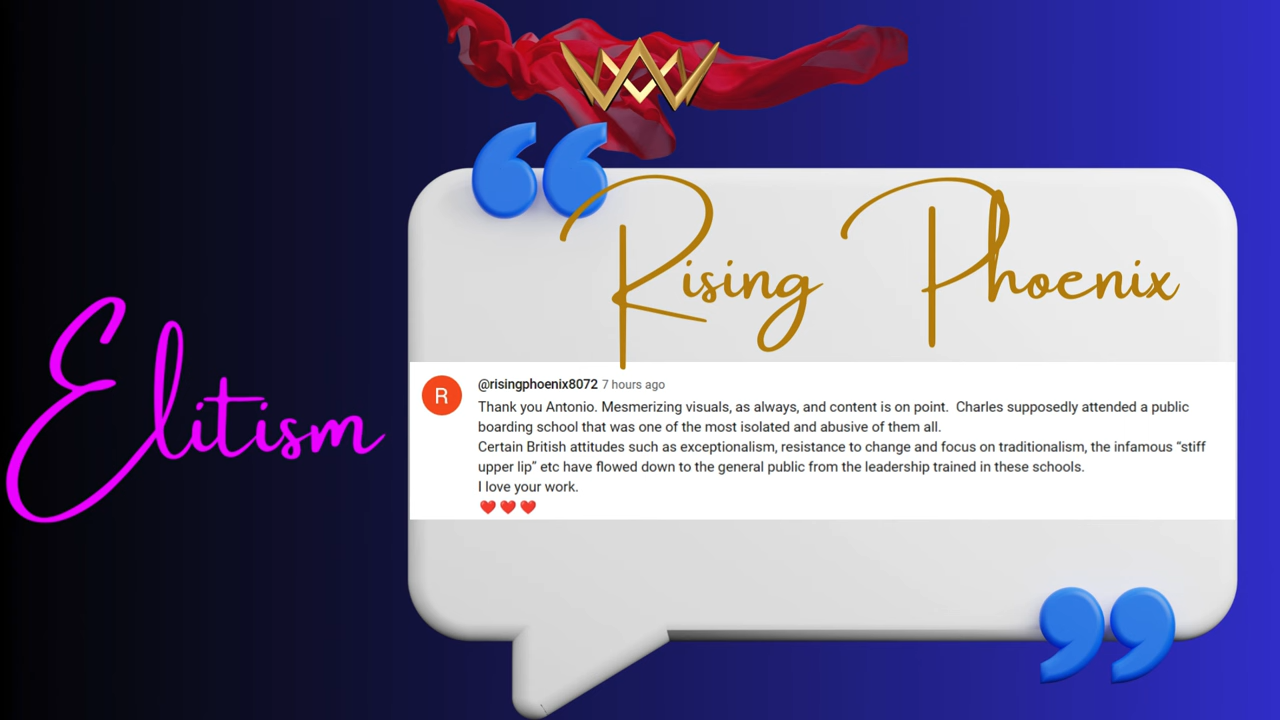 Elitism
Rising Phoenix
R
@risingphoenix8072 7 hours ago
Thank you Antonio. Mesmerizing visuals, as always, and content is on point.  Charles supposedly attended a public
boarding school that was one of the most isolated and abusive of them all.
Certain British attitudes such as exceptionalism, resistance to change and focus on traditionalism, the infamous “stiff
upper lip” etc have flowed down to the general public from the leadership trained in these schools.
I love your work.
❤️❤️❤️